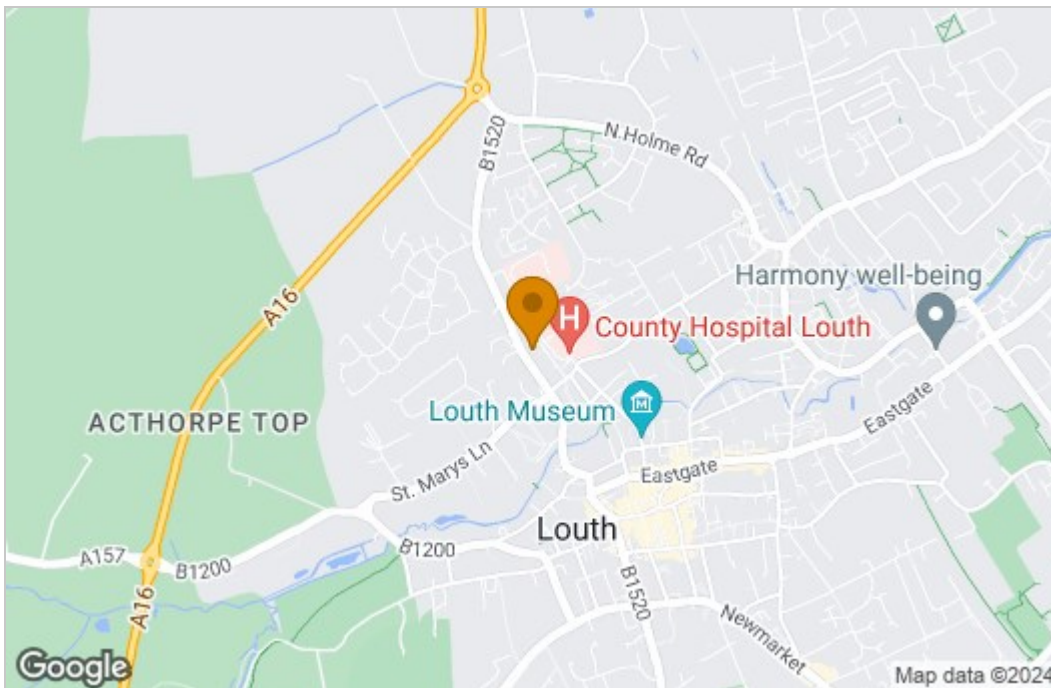 N.Holme Rd
B1520
A16
Harmony well-being
H
County Hospital Louth
ACTHORPE TOP
Louth Museum
M
Eastgate
St. Marys Ln
Eastgate
Louth
A157
B1200
B1200
A16
B1520
Newmarket
Google
Map data ©2024